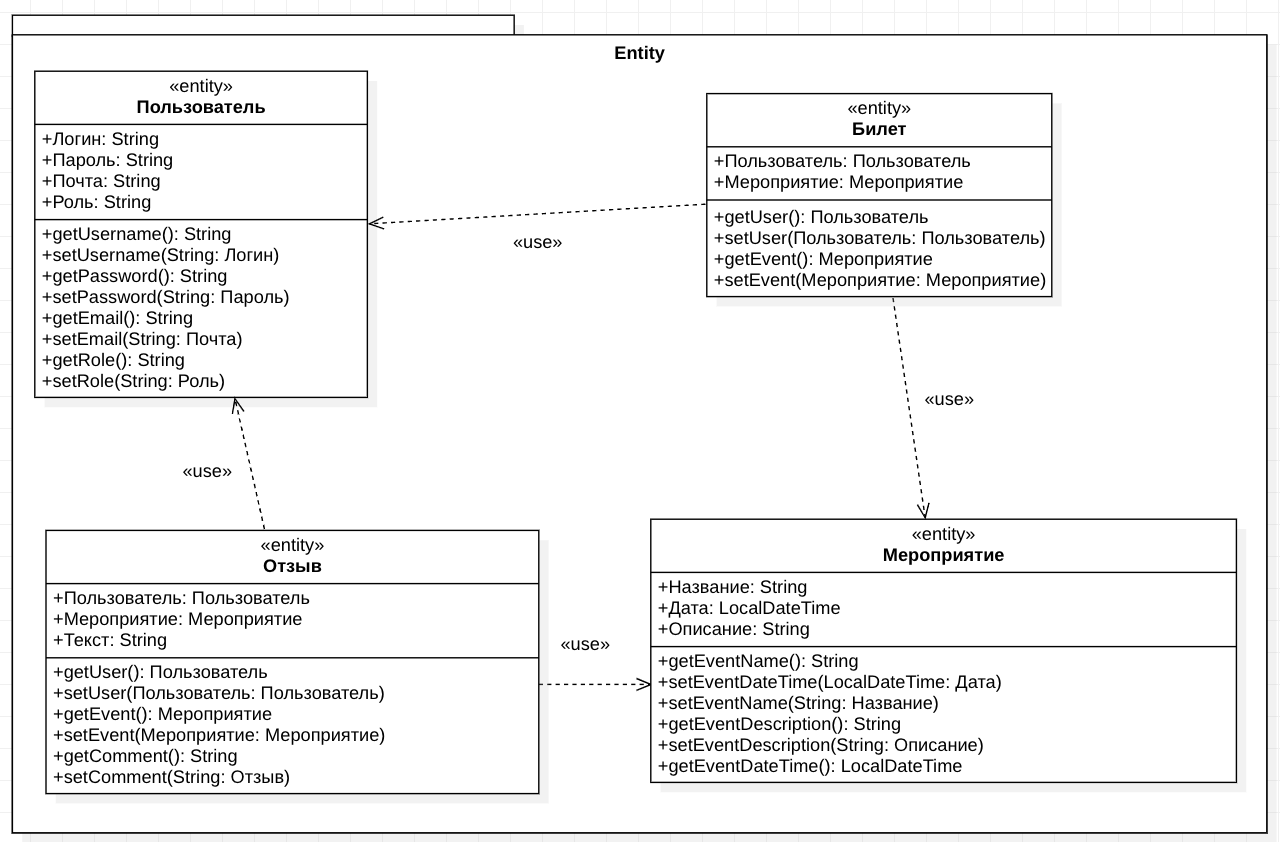 Entity
«entity»
Пользователь
+Логин: String
+Пароль: String
+Почта: String
+Роль: String
+getUsername(): String
+setUsername(String: Логин)
+getPassword(): String
+setPassword(String: Пароль)
+getEmail(): String
+setEmail(String: Почта)
+getRole(): String
+setRole(String: Роль)
«use»
«entity»
Билет
+Пользователь: Пользователь
+Мероприятие: Мероприятие
+getUser(): Пользователь
+setUser(Пользователь: Пользователь)
+getEvent(): Мероприятие
+setEvent(Мероприятие: Мероприятие)
«use»
«use»
«entity»
Отзыв
+Пользователь: Пользователь
+Мероприятие: Мероприятие
+Текст: String
+getUser(): Пользователь
+setUser(Пользователь: Пользователь)
+getEvent(): Мероприятие
+setEvent(Мероприятие: Мероприятие)
+getComment(): String
+setComment(String: Отзыв)
«use»
«entity»
Мероприятие
+Название: String
+Дата: LocalDateTime
+Описание: String
+getEventName(): String
+setEventDateTime(LocalDateTime: Дата)
+setEventName(String: Название)
+getEventDescription(): String
+setEventDescription(String: Описание)
+getEventDateTime(): LocalDateTime